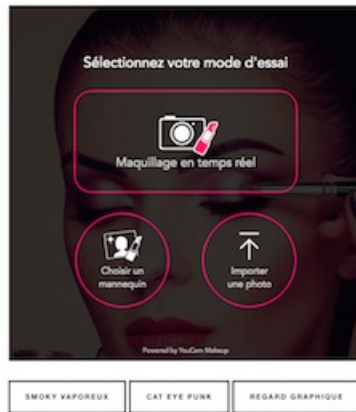 Sélectionnez votre mode d'essai
Maquillage en temps réel
Choisir un
mannequin
Importer
une photo
Powered by YouCam Makeup
SMOKY VAPOREUX
CAT EYE PUNK
REGARD GRAPHIQUE